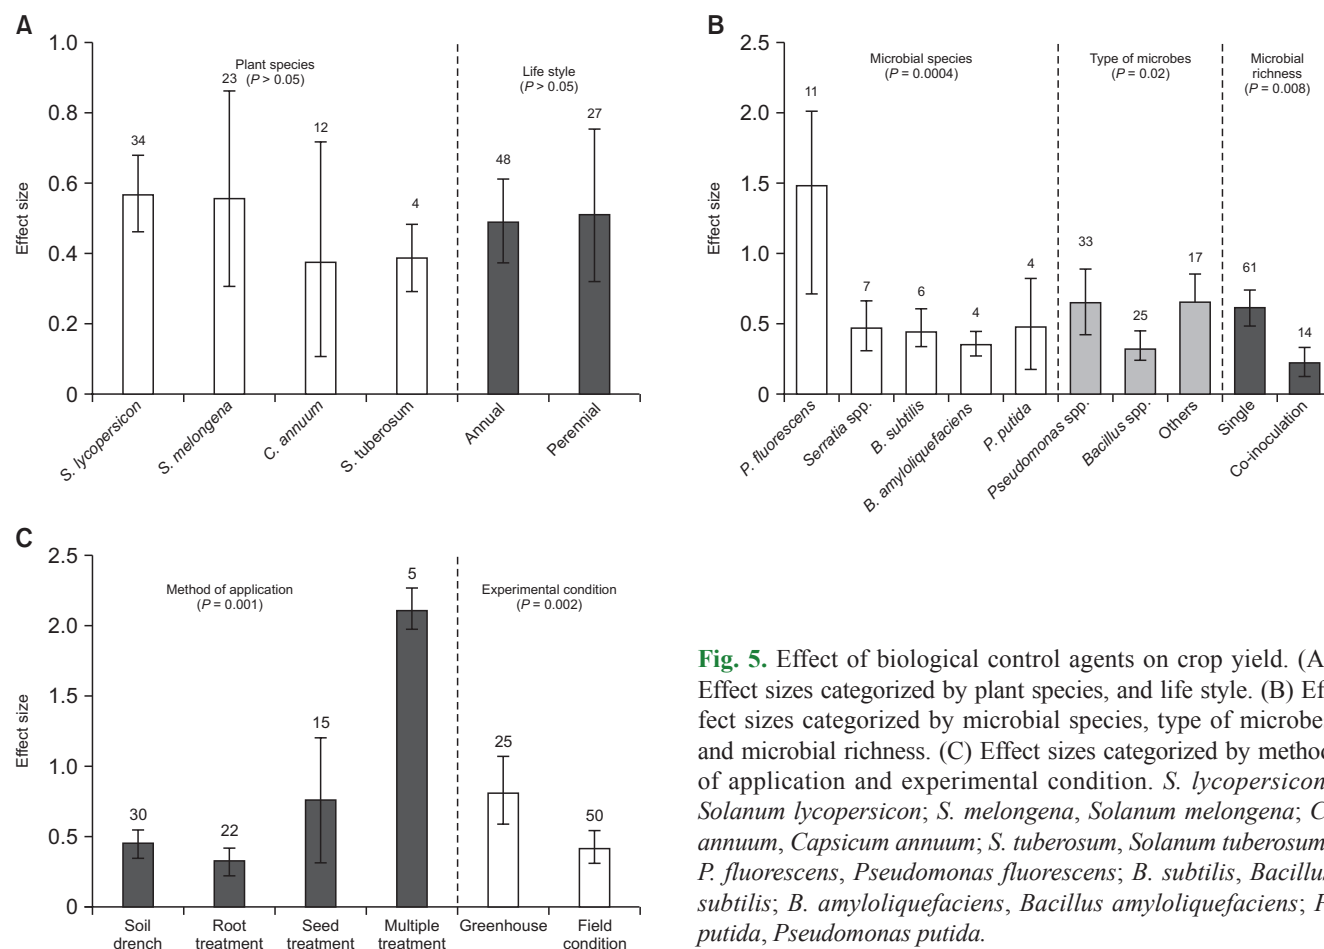 A
1.0
0.8
0.6
0.4
0.2
0
Effect size
Plant species
(P > 0.05)
Life style
(P > 0.05)
34
23
12
4
48
27
S. lycopersicon
S. melongena
C. annuum
S. tuberosum
Annual
Perennial
B
2.5
2.0
1.5
1.0
0.5
0
Effect size
Microbial species
(P = 0.0004)
Type of microbes
(P = 0.02)
Microbial
richness
(P = 0.008)
11
7
6
4
4
33
25
17
61
14
P. fluorescens
Serratia spp.
B. subtilis
B. amyloliquefaciens
P. putida
Pseudomonas spp.
Bacillus spp.
Others
Single
Co-inoculation
C
2.5
2.0
1.5
1.0
0.5
0
Effect size
Method of application
(P = 0.001)
Experimental condition
(P = 0.002)
30
22
15
5
25
50
Soil
drench
Root
treatment
Seed
treatment
Multiple
treatment
Greenhouse
Field
condition
Fig. 5. Effect of biological control agents on crop yield. (A
Effect sizes categorized by plant species, and life style. (B) Ef
fect sizes categorized by microbial species, type of microbe
and microbial richness. (C) Effect sizes categorized by method
of application and experimental condition. S. lycopersicon
Solanum lycopersicon; S. melongena, Solanum melongena; C
annuum, Capsicum annuum; S. tuberosum, Solanum tuberosum
P. fluorescens, Pseudomonas fluorescens; B. subtilis, Bacillus
subtilis; B. amyloliquefaciens, Bacillus amyloliquefaciens; P
putida, Pseudomonas putida.